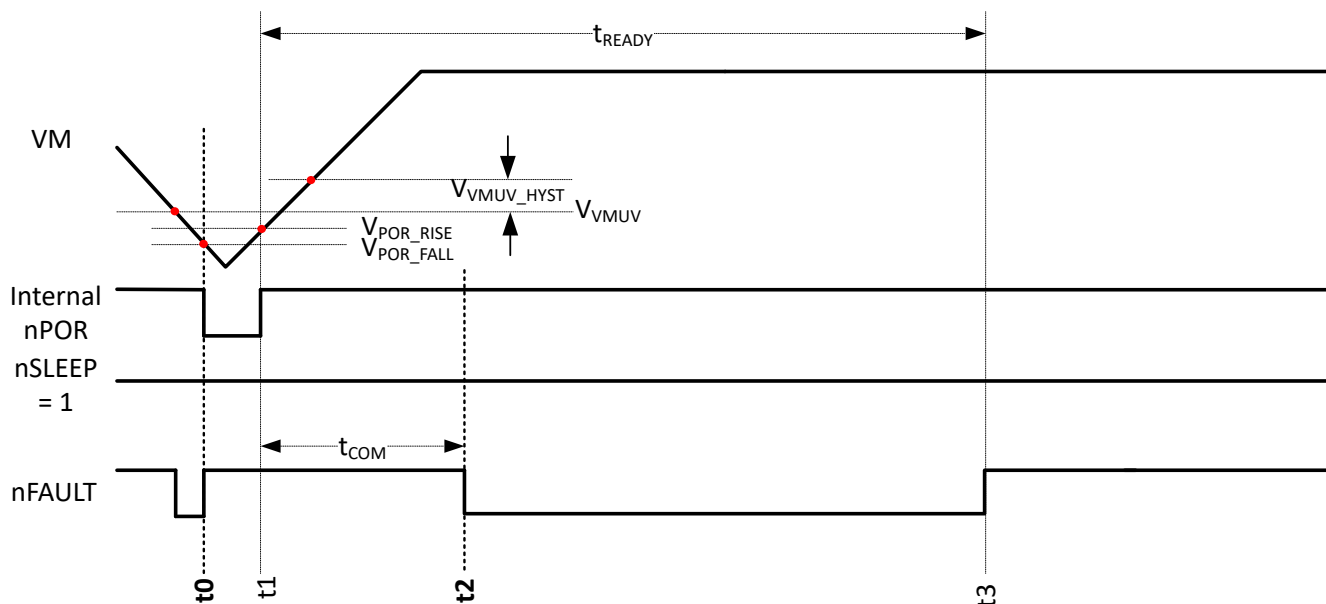 tREADY
VM
VVMUV_HYST
VVMUV
VPOR_RISE
VPOR_FALL
Internal
nPOR
nSLEEP
= 1
tCOM
nFAULT
t0
t1
t2
t3